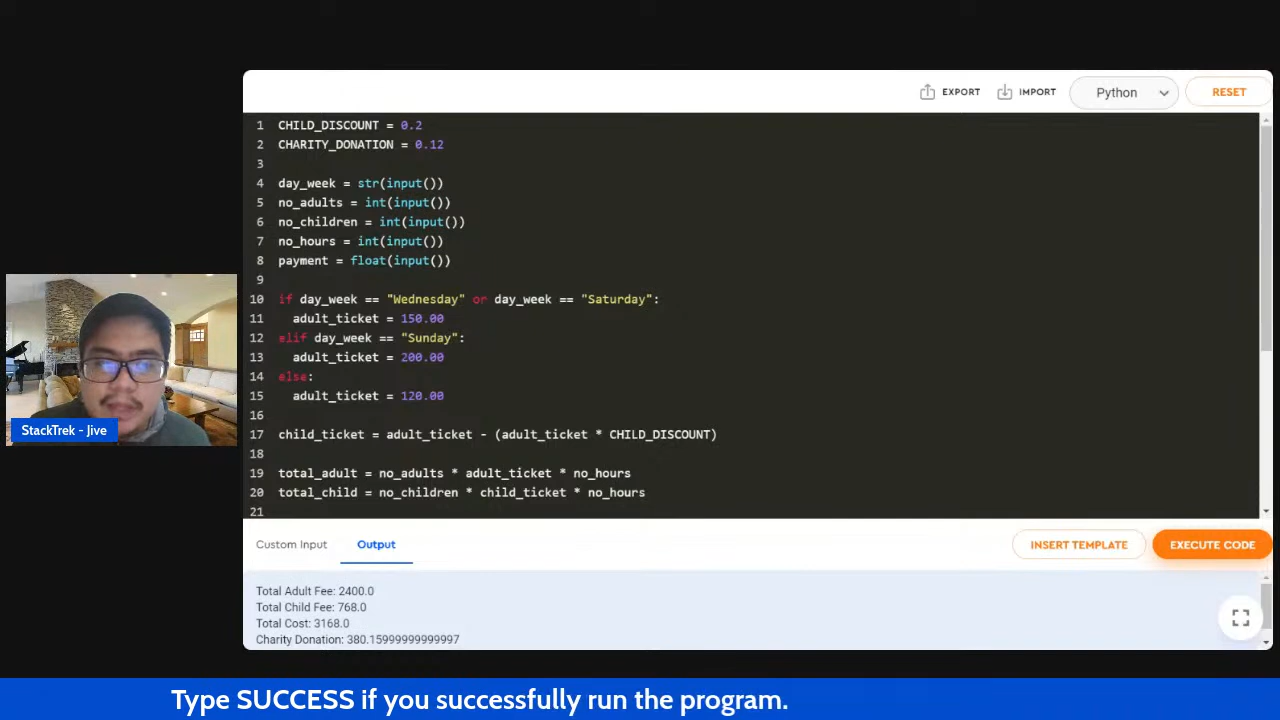 EXPORT IMPORT Python RESET
1 CHILD_DISCOUNT = 0.2
2 CHARITY_DONATION = 0.12
3
4 day_week = str(input())
5 no_adults = int(input())
6 no_children = int(input())
7 no_hours = int(input())
8 payment = float(input())
9
10 if day_week == "Wednesday" or day_week == "Saturday":
11 adult_ticket = 150.00
12 elif day_week == "Sunday":
13 adult_ticket = 200.00
14 else:
15 adult_ticket = 120.00
16
17 child_ticket = adult_ticket - (adult_ticket * CHILD_DISCOUNT)
18
19 total_adult = no_adults * adult_ticket * no_hours
20 total_child = no_children * child_ticket * no_hours
21
StackTrek - Jive
Custom Input Output INSERT TEMPLATE EXECUTE CODE
Total Adult Fee: 2400.0
Total Child Fee: 768.0
Total Cost: 3168.0
Charity Donation: 380.15999999999997
Type SUCCESS if you successfully run the program.